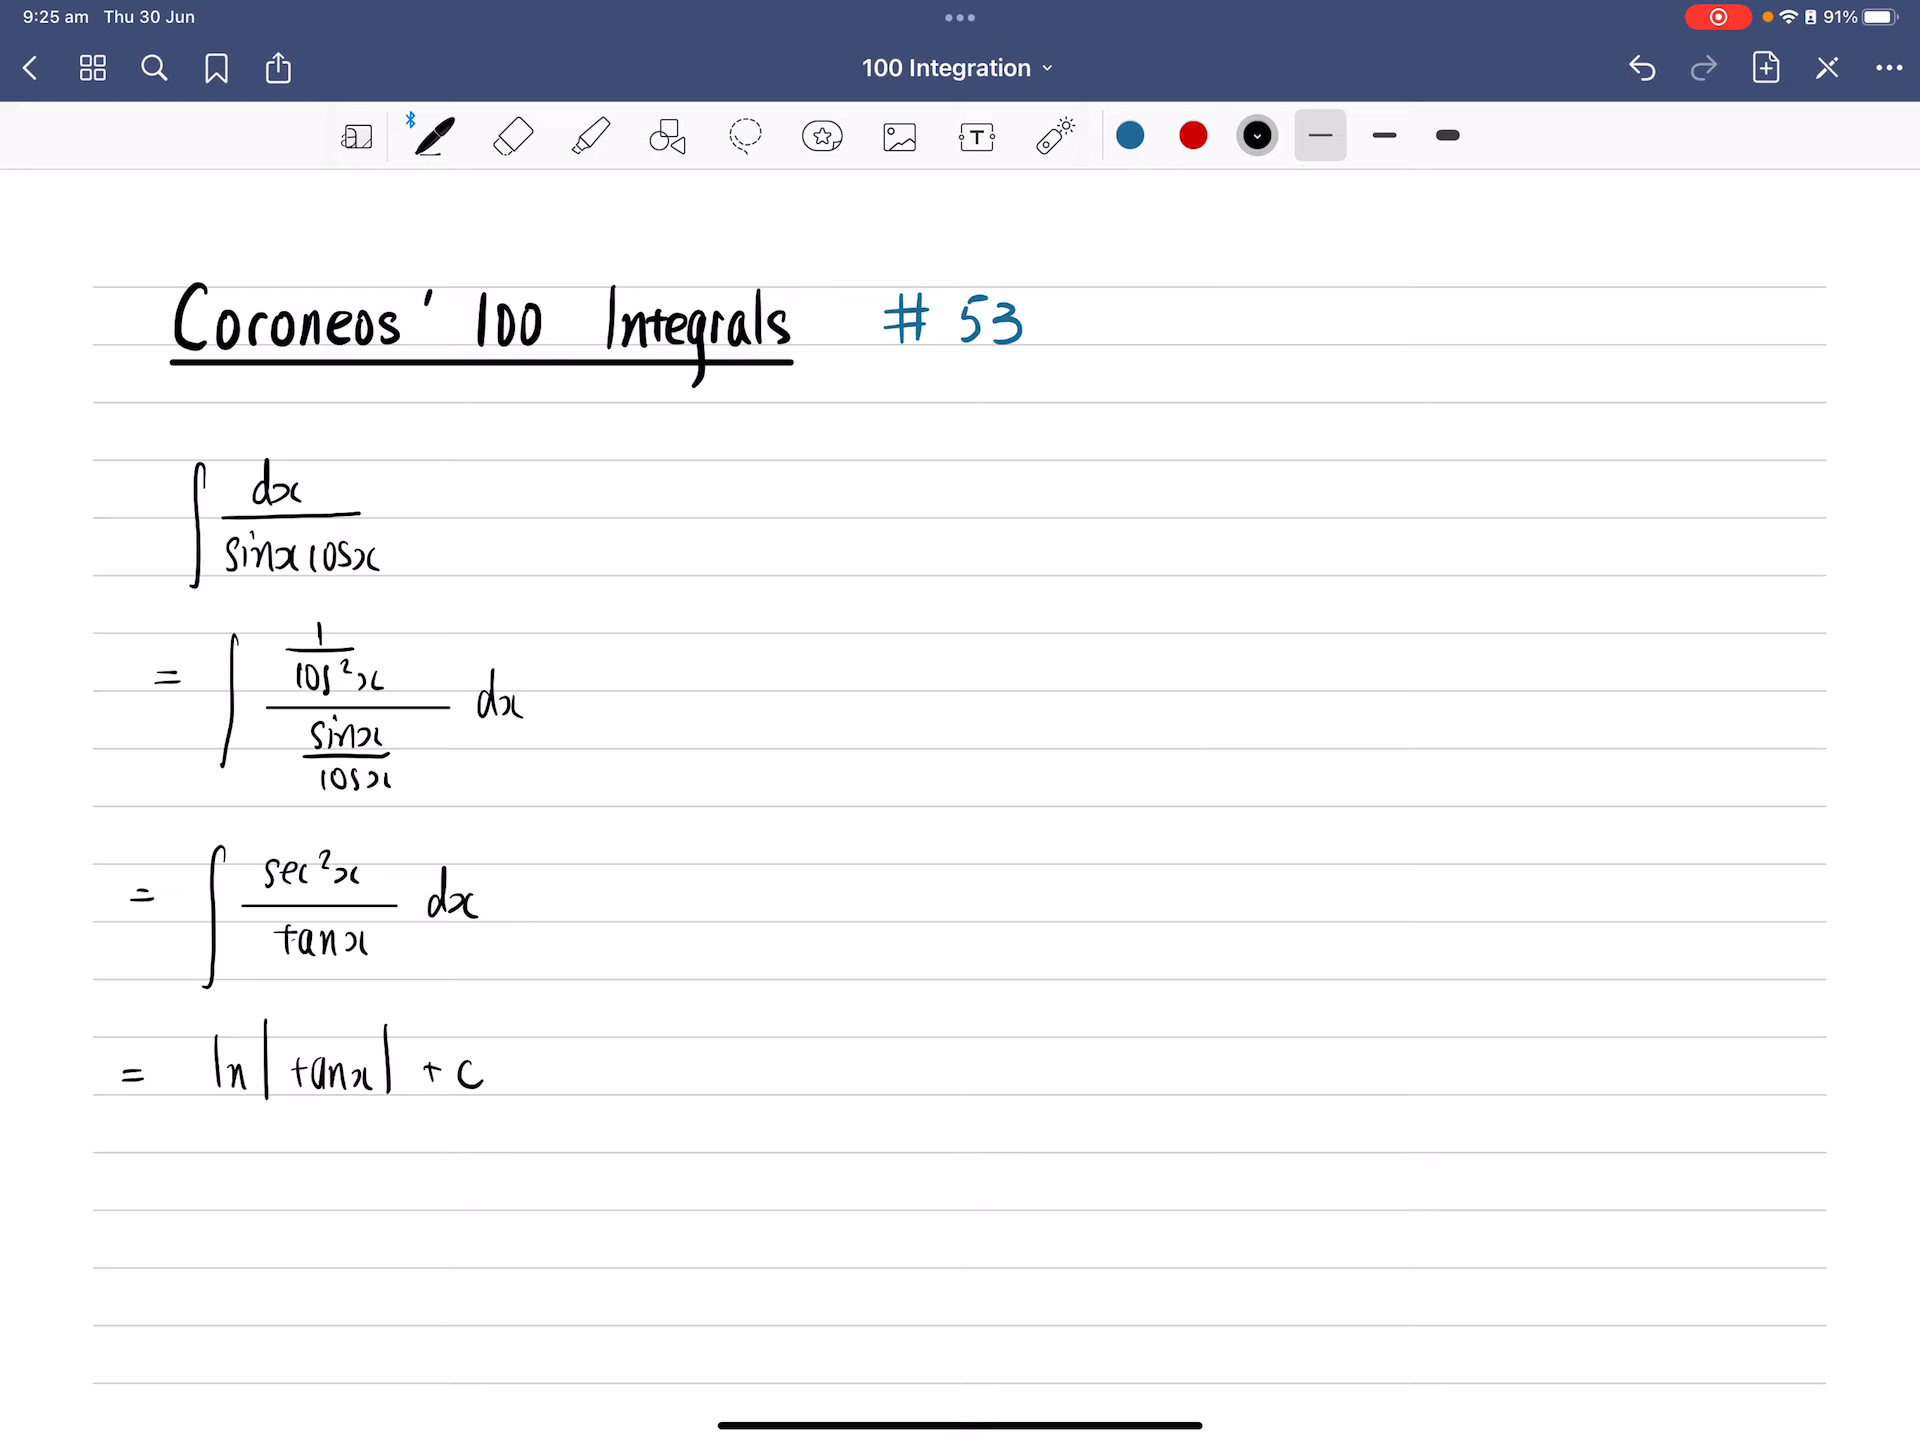 9:25 am Thu 30 Jun
91%
100 Integration
T
Coroneos' 100 Integrals # 53
∫ dx / (sinx cosx)
= ∫ (1 / cos²x) / (sinx / cosx) dx
= ∫ sec²x / tanx dx
= ln|tanx| + c